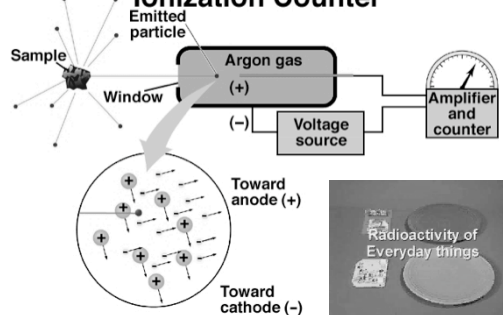 Ionization Counter
Emitted
particle
Sample
Argon gas
Window
(+)
(−)
Voltage
source
Amplifier
and
counter
+
+
+
+
+
+
+
+
Toward
anode (+)
Toward
cathode (−)
Radioactivity of
Everyday things